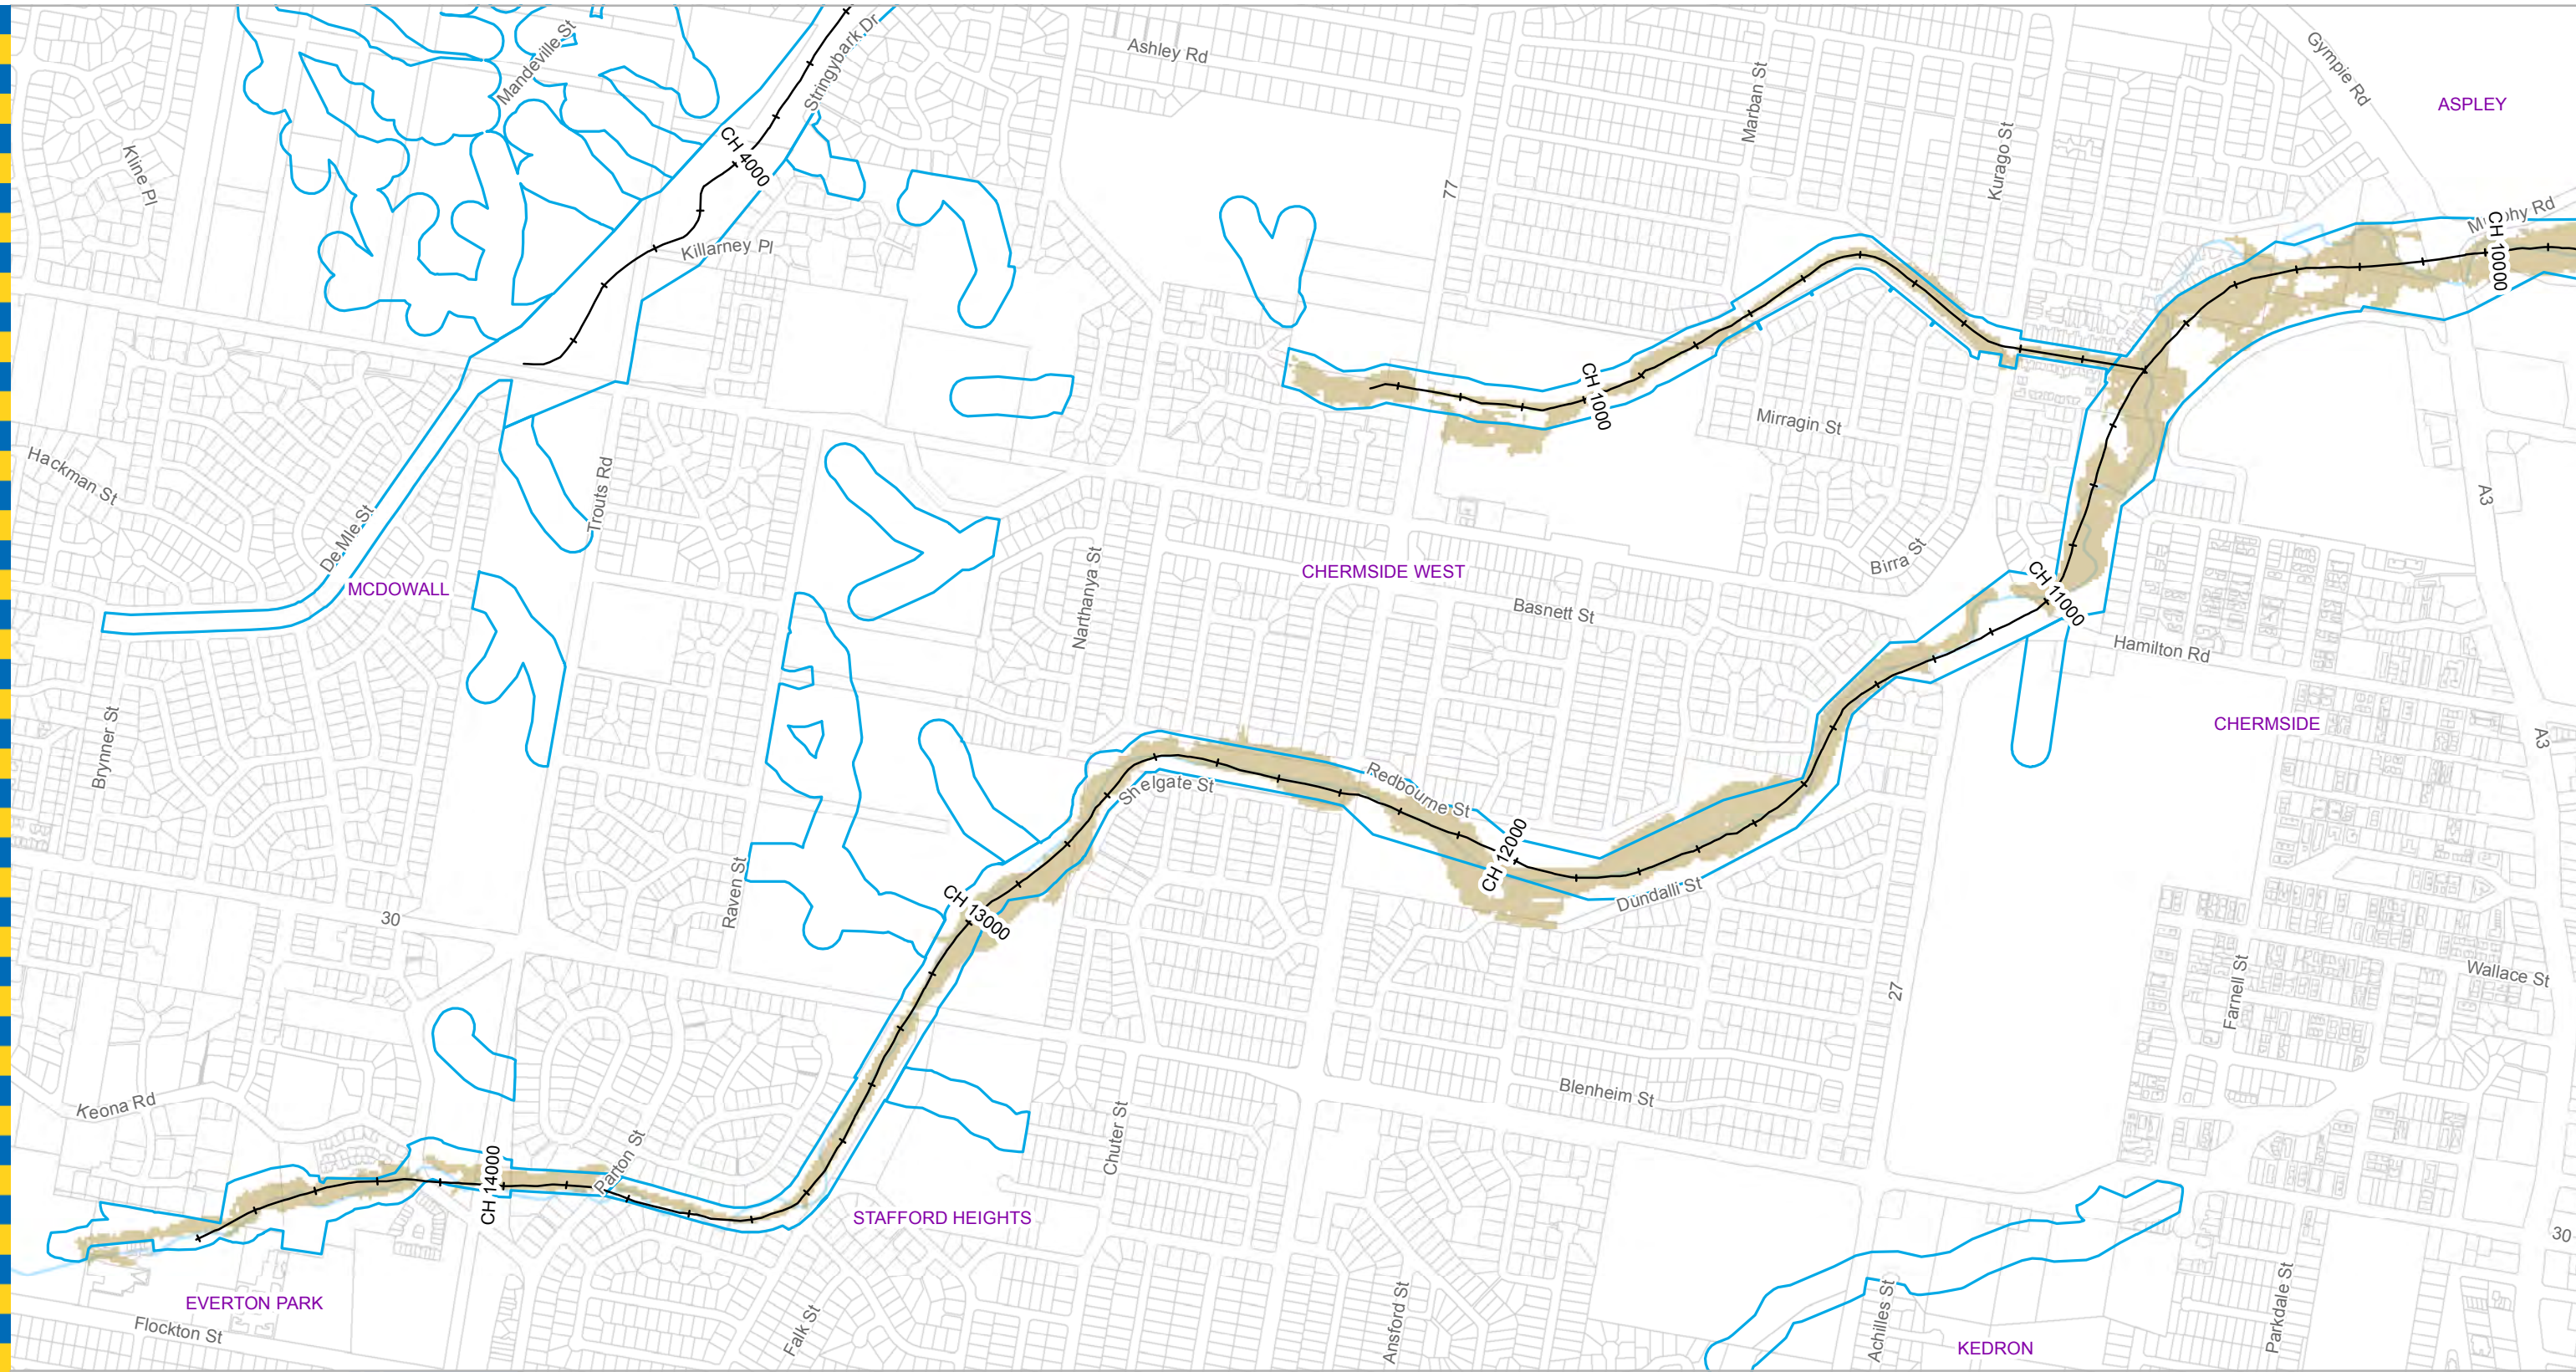 Mandeville St
Stringybark Dr
Ashley Rd
Marban St
Gympie Rd
ASPLEY
Kline Pl
CH 4000
Kurago St
77
Killarney Pl
CH 10000
CH 1000
Mirragin St
Hackman St
Trouts Rd
A3
De Mle St
MCDOWALL
Narthanya St
CHERMSIDE WEST
Birra St
Basnett St
CH 11000
Hamilton Rd
CHERMSIDE
A3
Brynner St
Shelgate St
Redbourne St
CH 12000
Raven St
Dundalli St
CH 13000
30
Wallace St
27
Farnell St
Keona Rd
Blenheim St
Chuter St
Parton St
CH 14000
STAFFORD HEIGHTS
30
EVERTON PARK
Flockton St
Falk St
Ansford St
Achilles St
KEDRON
Parkdale St